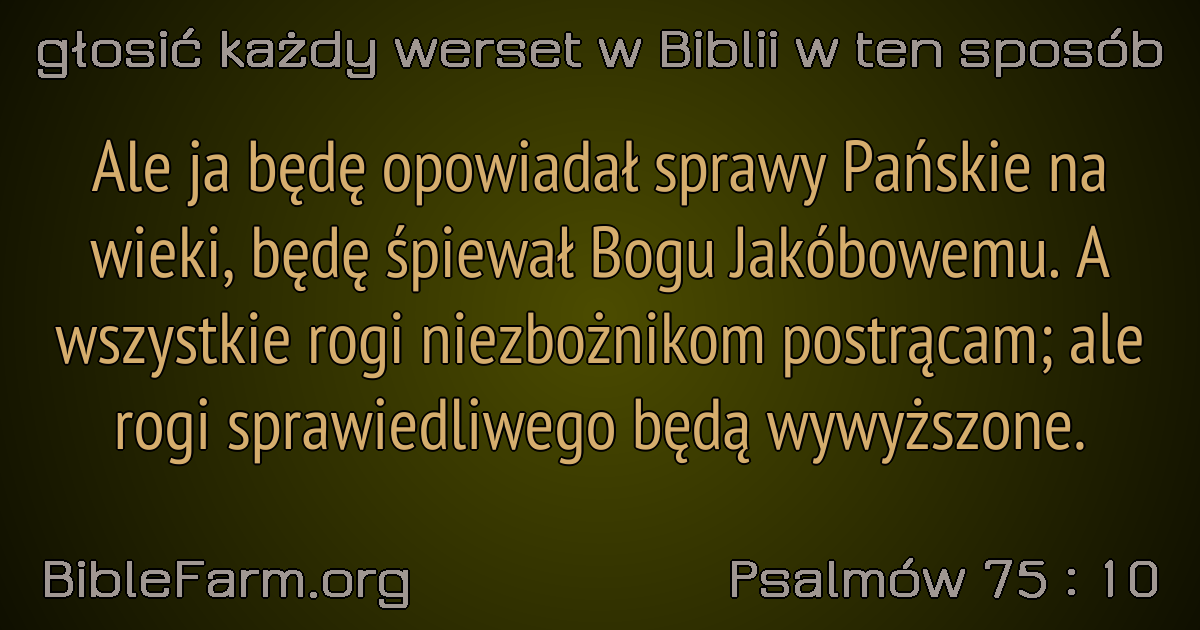 głosić każdy werset w Biblii w ten sposób
Ale ja będę opowiadał sprawy Pańskie na
wieki, będę śpiewał Bogu Jakóbowemu. A
wszystkie rogi niezbożnikom postrącam; ale
rogi sprawiedliwego będą wywyższone.
BibleFarm.org
Psalmów 75 : 10